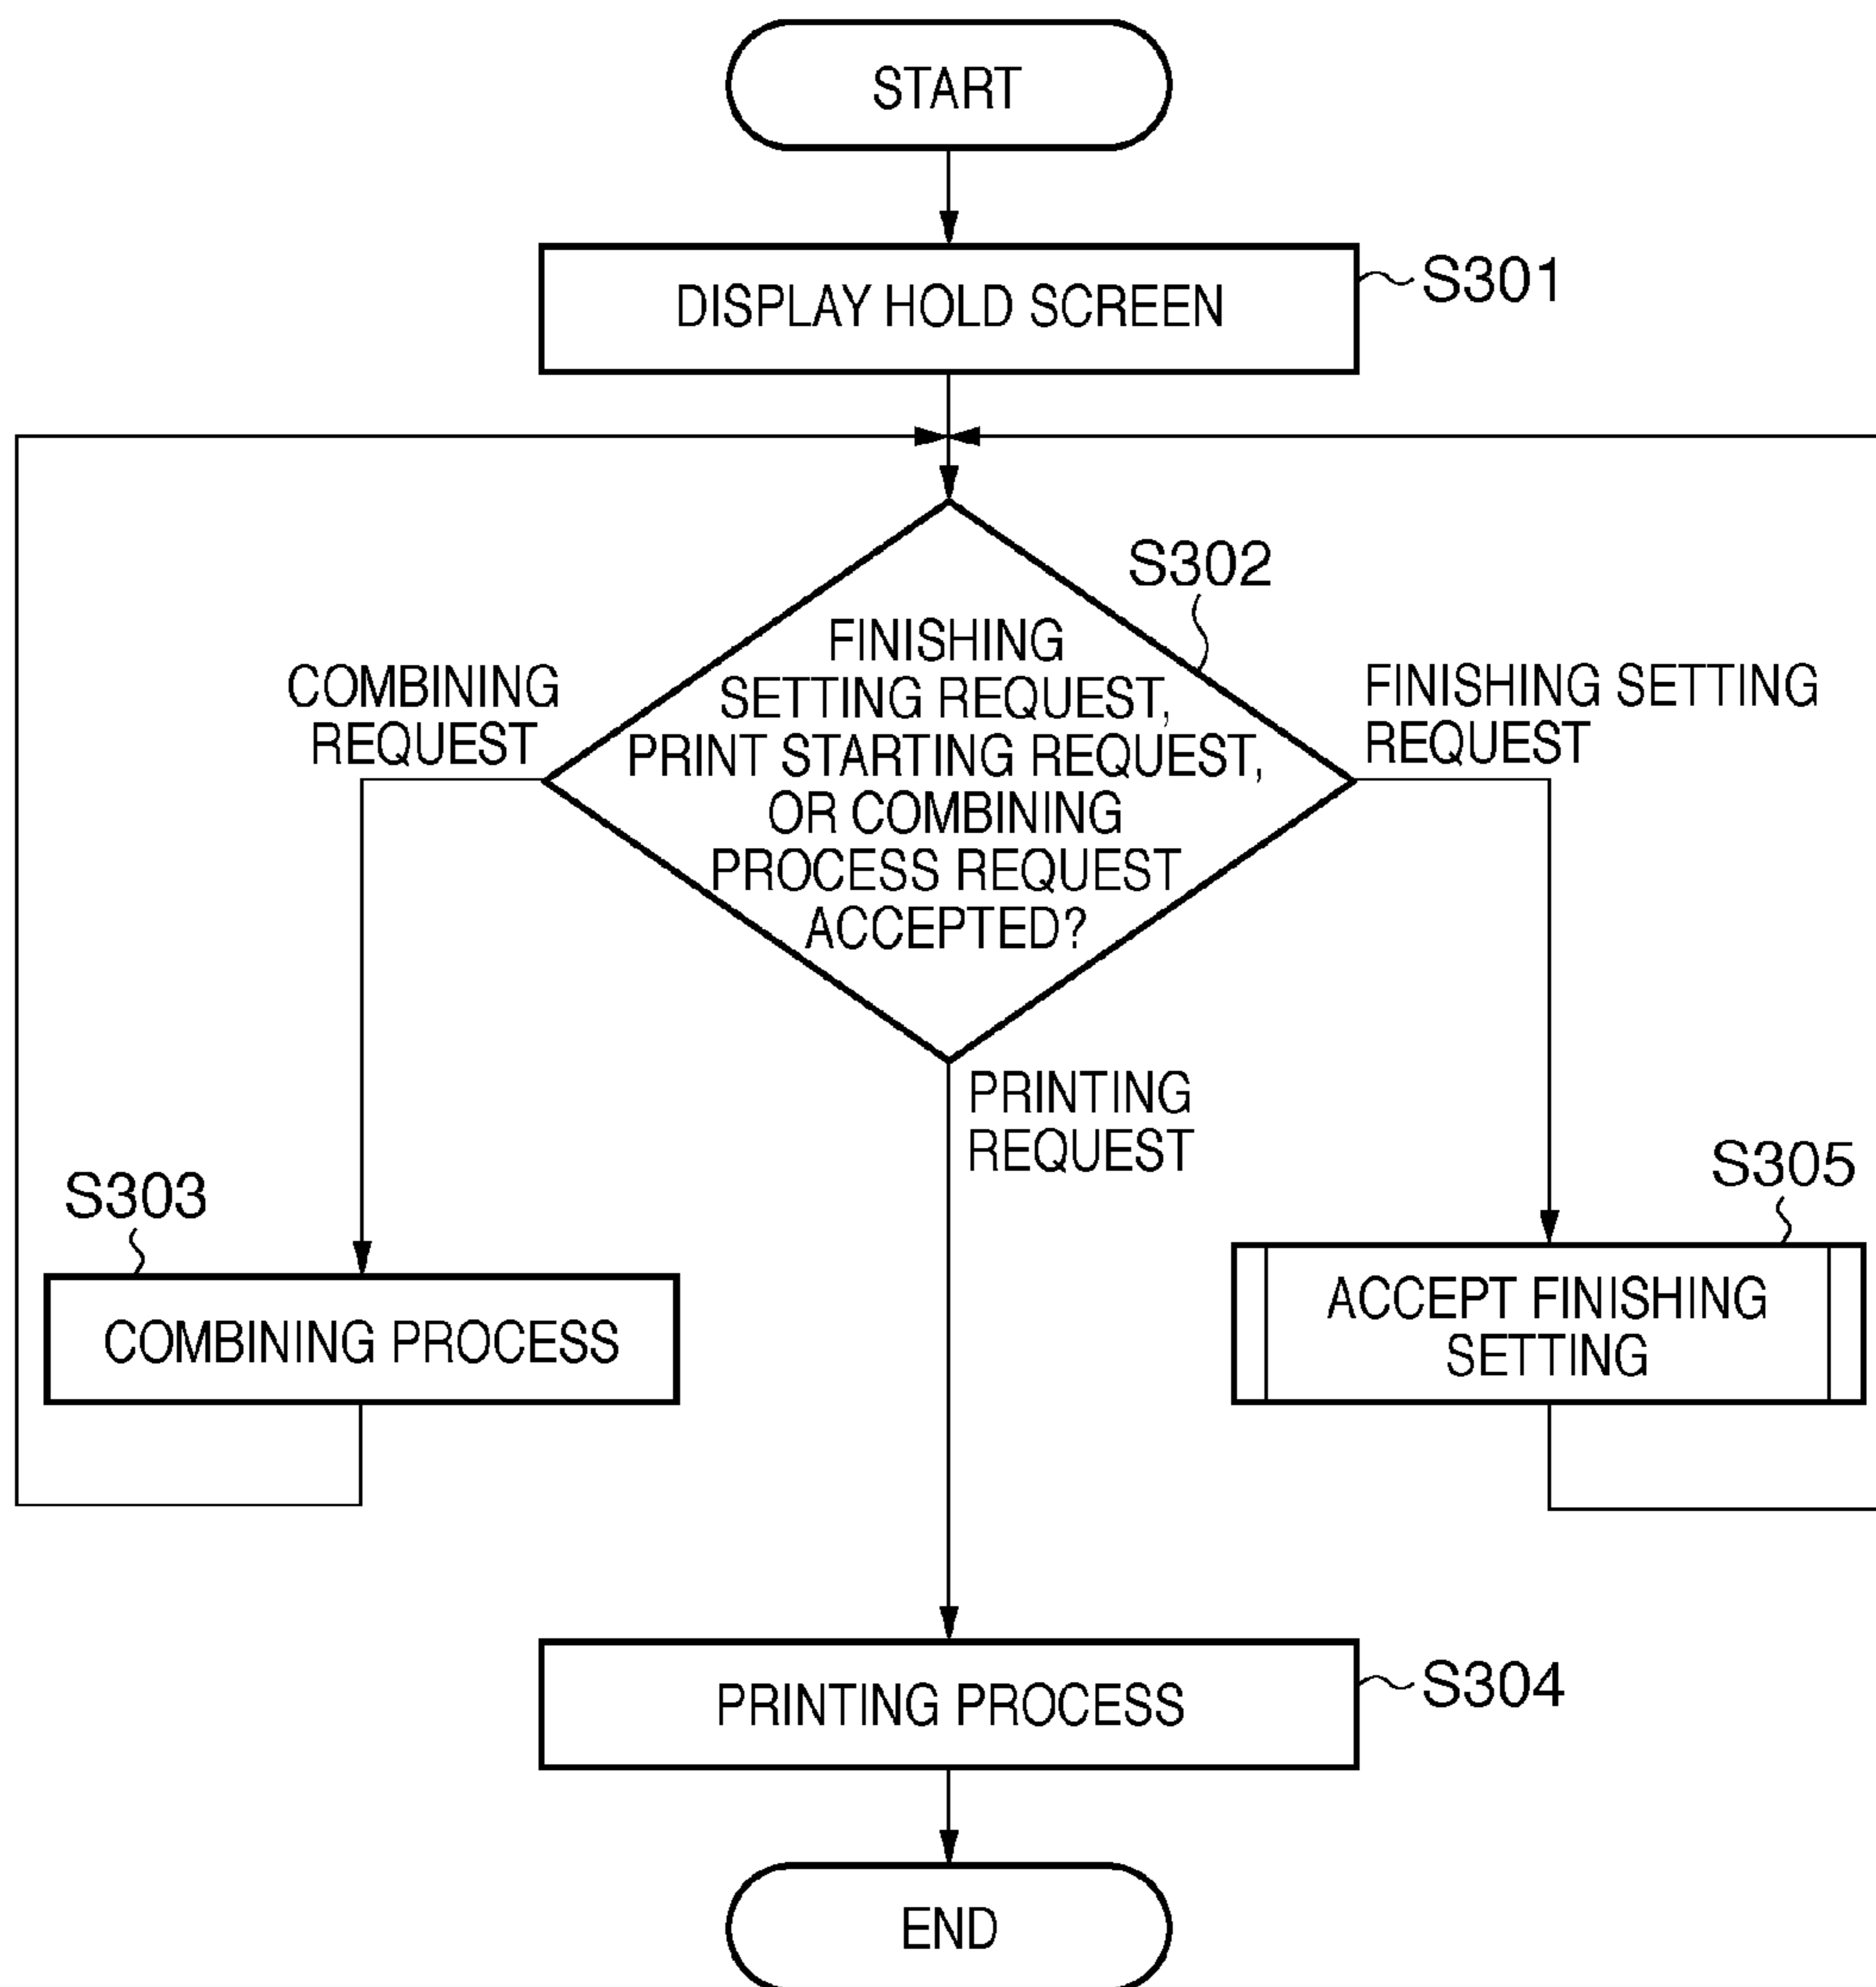 START
DISPLAY HOLD SCREEN
S301
S302
FINISHING
SETTING REQUEST,
PRINT STARTING REQUEST,
OR COMBINING
PROCESS REQUEST
ACCEPTED?
COMBINING
REQUEST
FINISHING SETTING
REQUEST
PRINTING
REQUEST
S303
COMBINING PROCESS
S305
ACCEPT FINISHING
SETTING
PRINTING PROCESS
S304
END